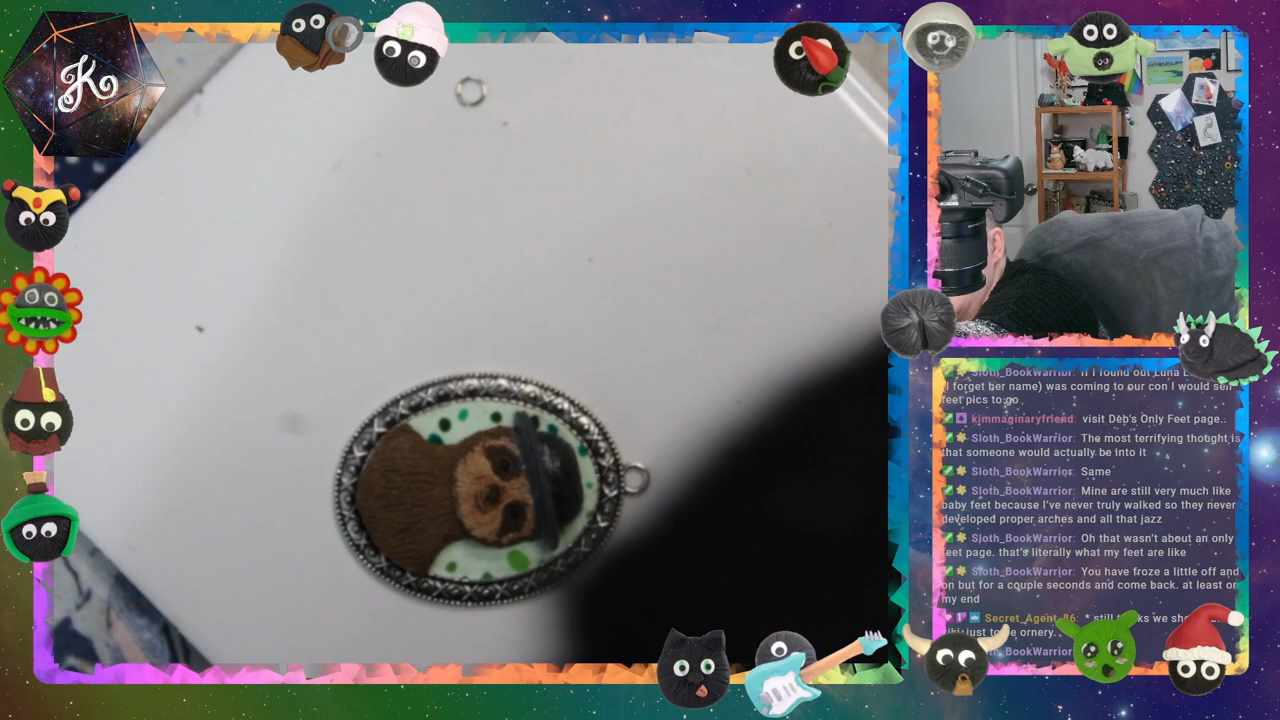 K
Sloth_BookWarrior: If I found out Luna
(I forget her name) was coming to our con I would sell
feet pics to go
kimmaginaryfriend: visit Deb's Only Feet page..
Sloth_BookWarrior: The most terrifying thought is
that someone would actually be into it
Sloth_BookWarrior: Same
Sloth_BookWarrior: Mine are still very much like
baby feet because I've never truly walked so they never
developed proper arches and all that jazz
Sloth_BookWarrior: Oh that wasn't about an only
feet page. that's literally what my feet are like
Sloth_BookWarrior: You have froze a little off and
on but for a couple seconds and come back. at least on
my end
Secret_Agent_86: * still we
just to be ornery.